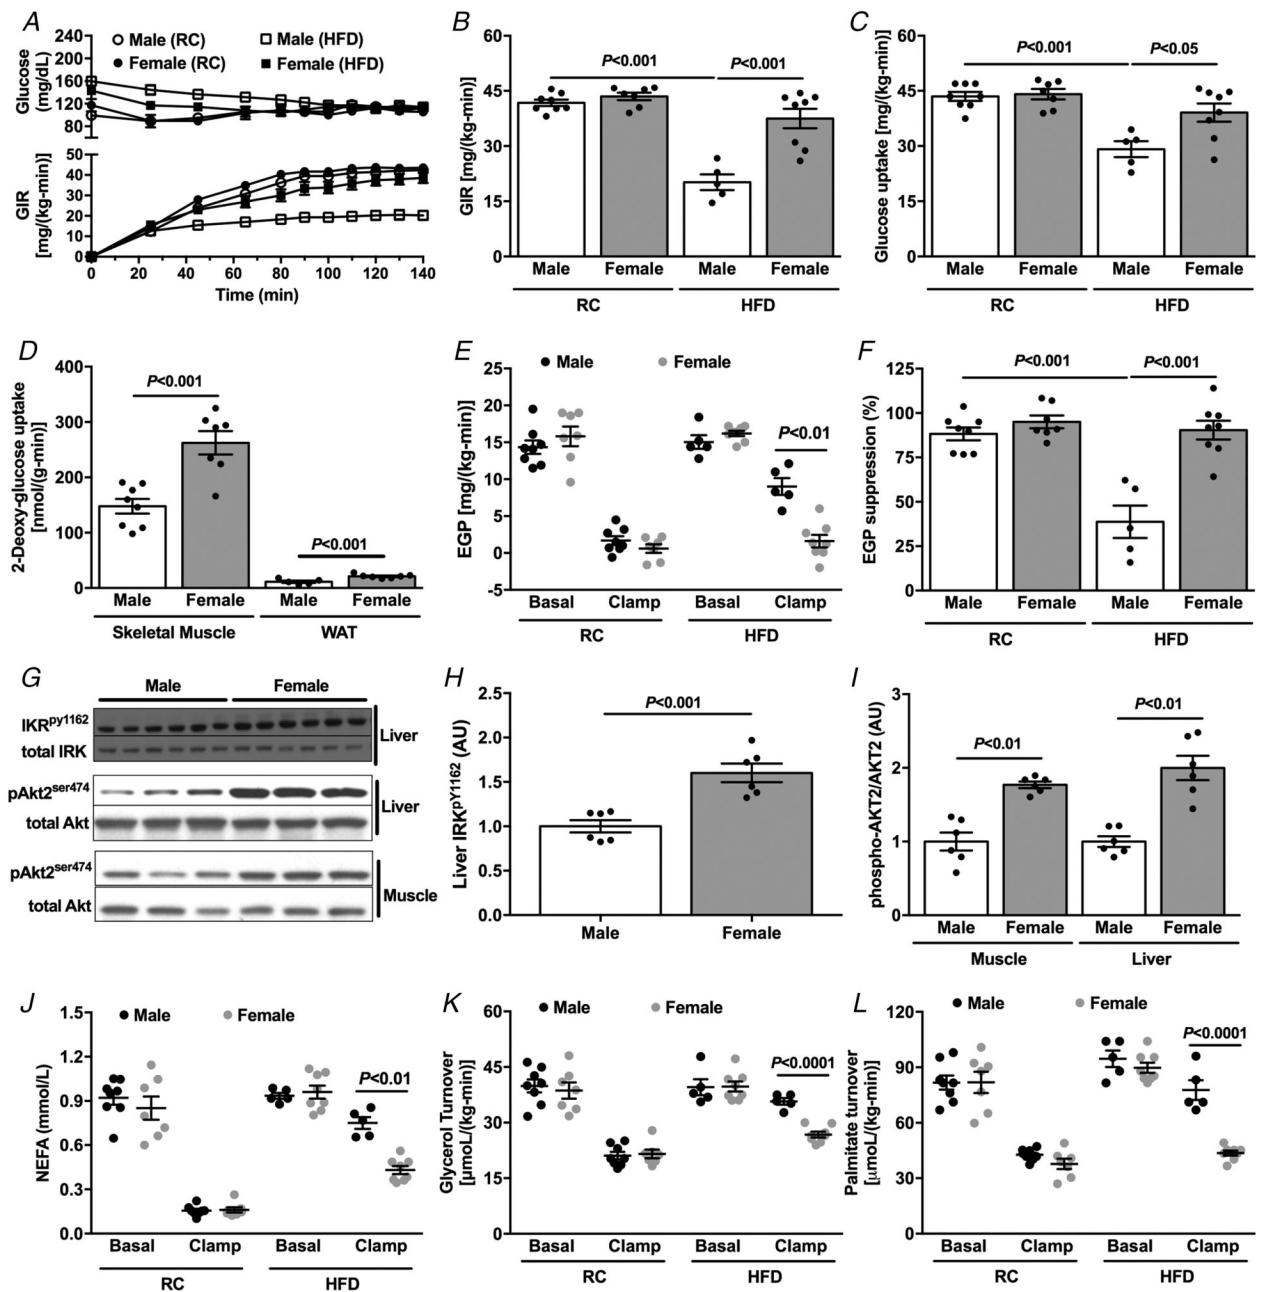 A
Male (RC) Male (HFD)
Female (RC) Female (HFD)
Glucose
(mg/dL)
240
200
160
120
80
GIR
[mg/(kg-min)]
50
40
30
20
10
0
0 20 40 60 80 100 120 140
Time (min)
B
GIR [mg/(kg-min)]
60
45
30
15
0
P<0.001
P<0.001
Male Female Male Female
RC HFD
C
Glucose uptake [mg/(kg-min)]
60
45
30
15
0
P<0.001
P<0.05
Male Female Male Female
RC HFD
D
2-Deoxy-glucose uptake
[nmol/(g-min)]
400
300
200
100
0
P<0.001
P<0.001
Male Female Male Female
Skeletal Muscle WAT
E
Male Female
EGP [mg/(kg-min)]
25
20
15
10
5
0
-5
P<0.01
Basal Clamp Basal Clamp
RC HFD
F
EGP suppression (%)
125
100
75
50
25
0
P<0.001
P<0.001
Male Female Male Female
RC HFD
G
Male Female
IKRpy1162
total IRK
Liver
pAkt2ser474
total Akt
Liver
pAkt2ser474
total Akt
Muscle
H
Liver IRKpY1162 (AU)
2.5
2.0
1.5
1.0
0.5
0.0
P<0.001
Male Female
I
phospho-AKT2/AKT2 (AU)
3
2
1
0
P<0.01
P<0.01
Male Female Male Female
Muscle Liver
J
Male Female
NEFA (mmol/L)
1.5
1.2
0.9
0.6
0.3
0.0
P<0.01
Basal Clamp Basal Clamp
RC HFD
K
Male Female
Glycerol Turnover
[µmoL/(kg-min)]
60
45
30
15
0
P<0.0001
Basal Clamp Basal Clamp
RC HFD
L
Male Female
Palmitate turnover
[µmoL/(kg-min)]
120
90
60
30
0
P<0.0001
Basal Clamp Basal Clamp
RC HFD